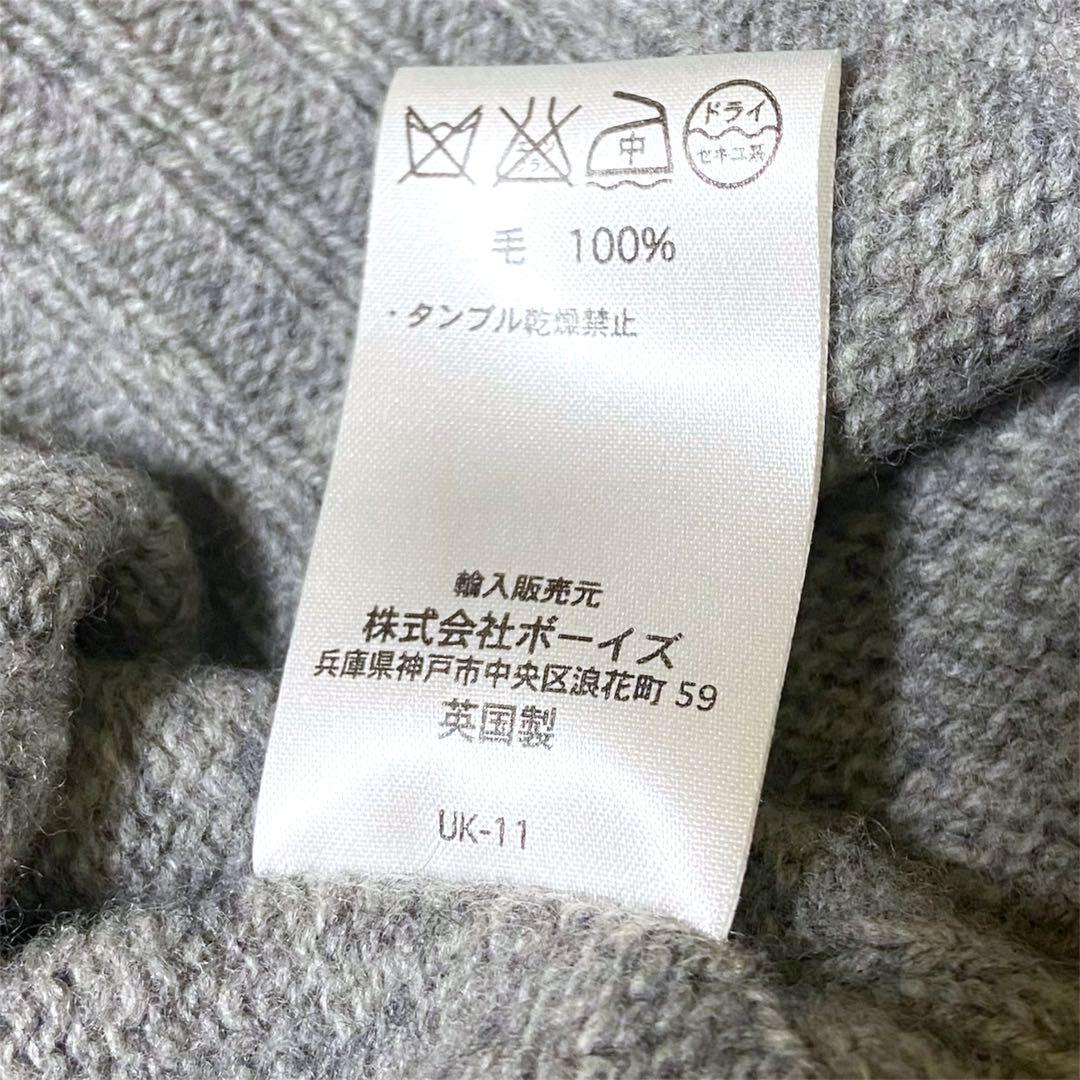 中
ドライ
セキユ系
毛 100%
・タンブル乾燥禁止
輸入販売元
株式会社ボーイズ
兵庫県神戸市中央区浪花町 59
英国製
UK-11